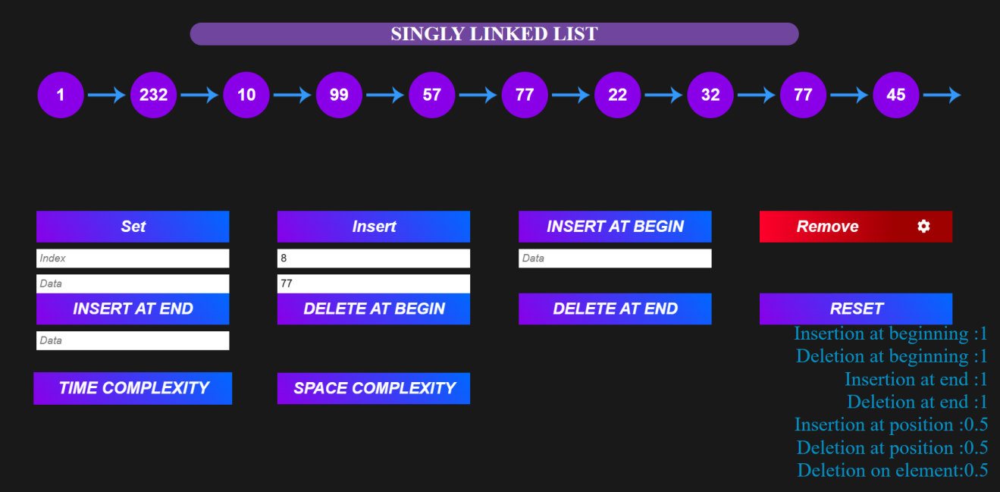 SINGLY LINKED LIST
1 232 10 99 57 77 22 32 77 45
Set Insert INSERT AT BEGIN Remove
Index 8 Data
Data 77
INSERT AT END DELETE AT BEGIN DELETE AT END RESET
Data
Insertion at beginning :1
Deletion at beginning :1
Insertion at end :1
TIME COMPLEXITY SPACE COMPLEXITY
Deletion at end :1
Insertion at position :0.5
Deletion at position :0.5
Deletion on element:0.5